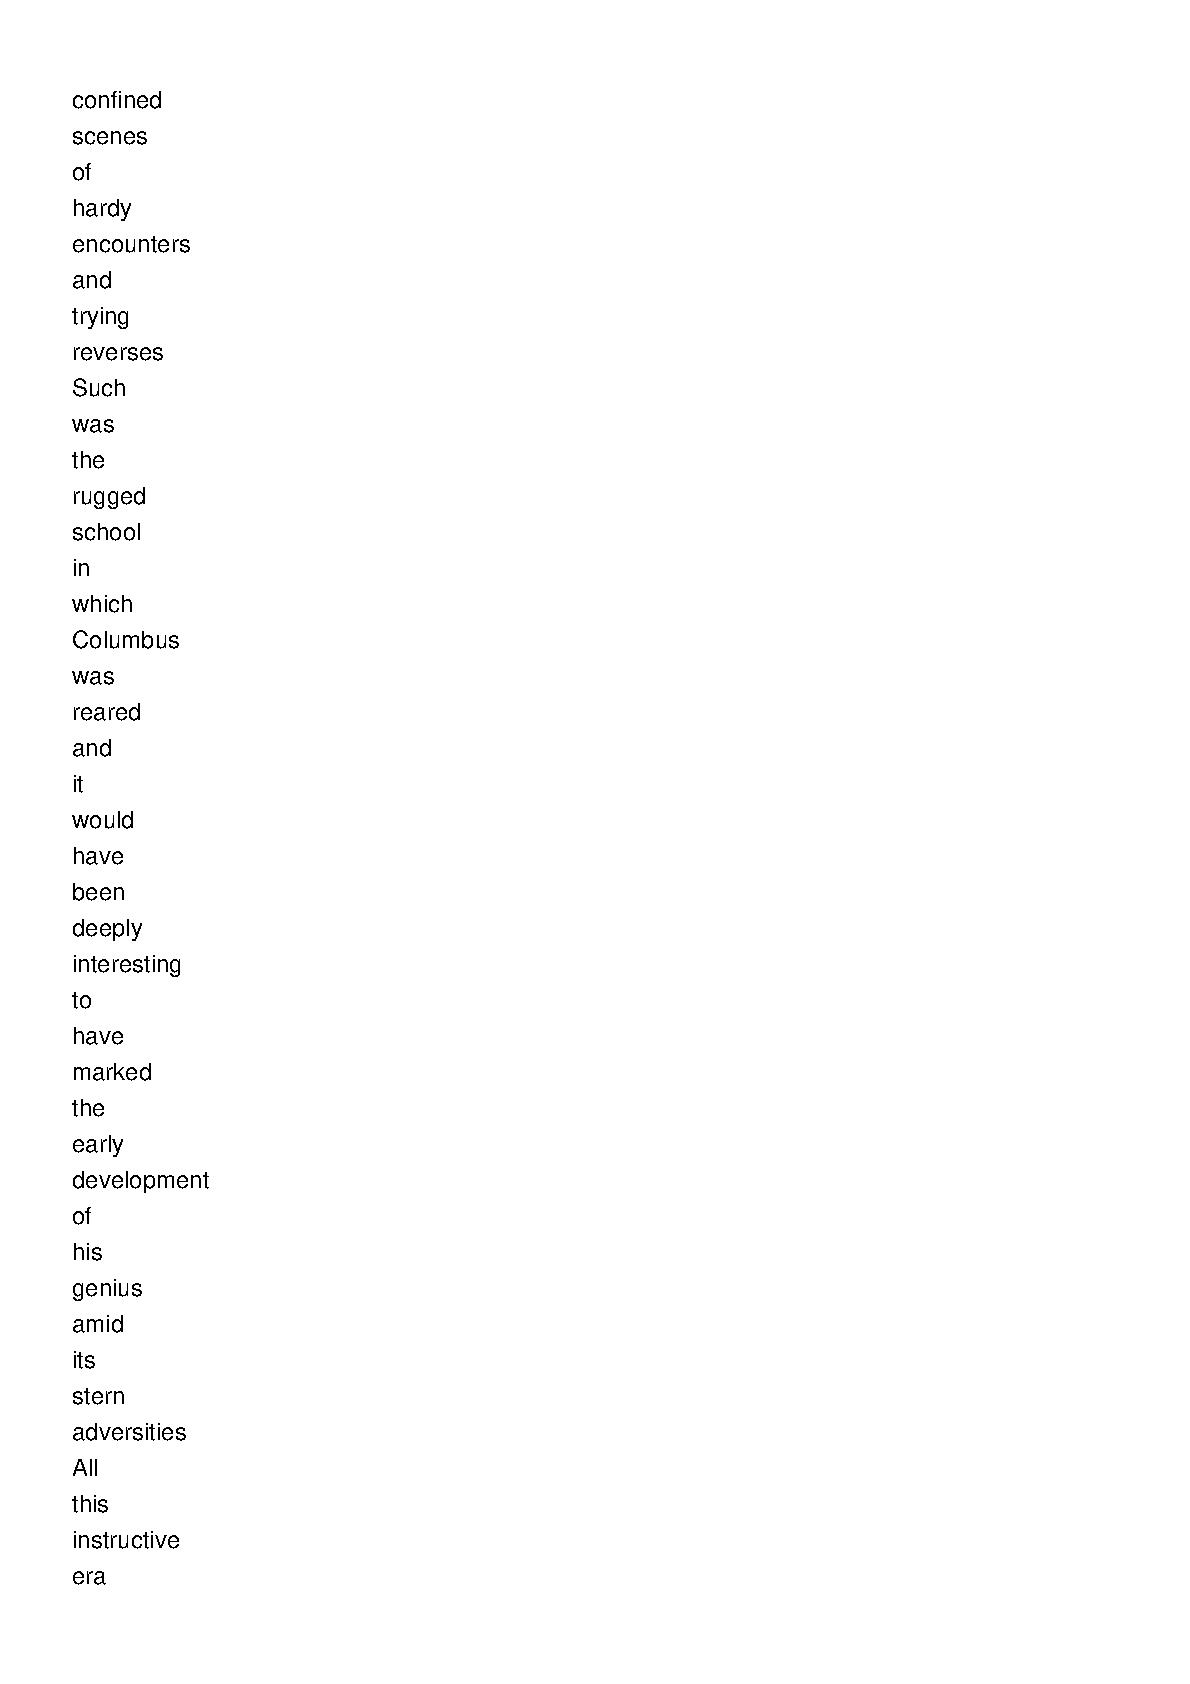 confined
scenes
of
hardy
encounters
and
trying
reverses
Such
was
the
rugged
school
in
which
Columbus
was
reared
and
it
would
have
been
deeply
interesting
to
have
marked
the
early
development
of
his
genius
amid
its
stern
adversities
All
this
instructive
era